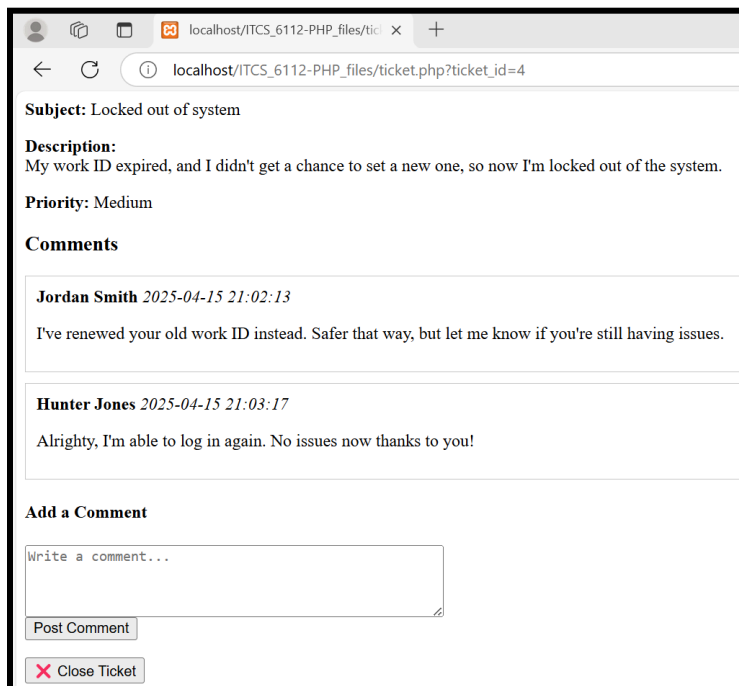 localhost/ITCS_6112-PHP_files/tic
localhost/ITCS_6112-PHP_files/ticket.php?ticket_id=4
Subject: Locked out of system
Description:
My work ID expired, and I didn't get a chance to set a new one, so now I'm locked out of the system.
Priority: Medium
Comments
Jordan Smith 2025-04-15 21:02:13
I've renewed your old work ID instead. Safer that way, but let me know if you're still having issues.
Hunter Jones 2025-04-15 21:03:17
Alrighty, I'm able to log in again. No issues now thanks to you!
Add a Comment
Write a comment...
Post Comment
❌ Close Ticket